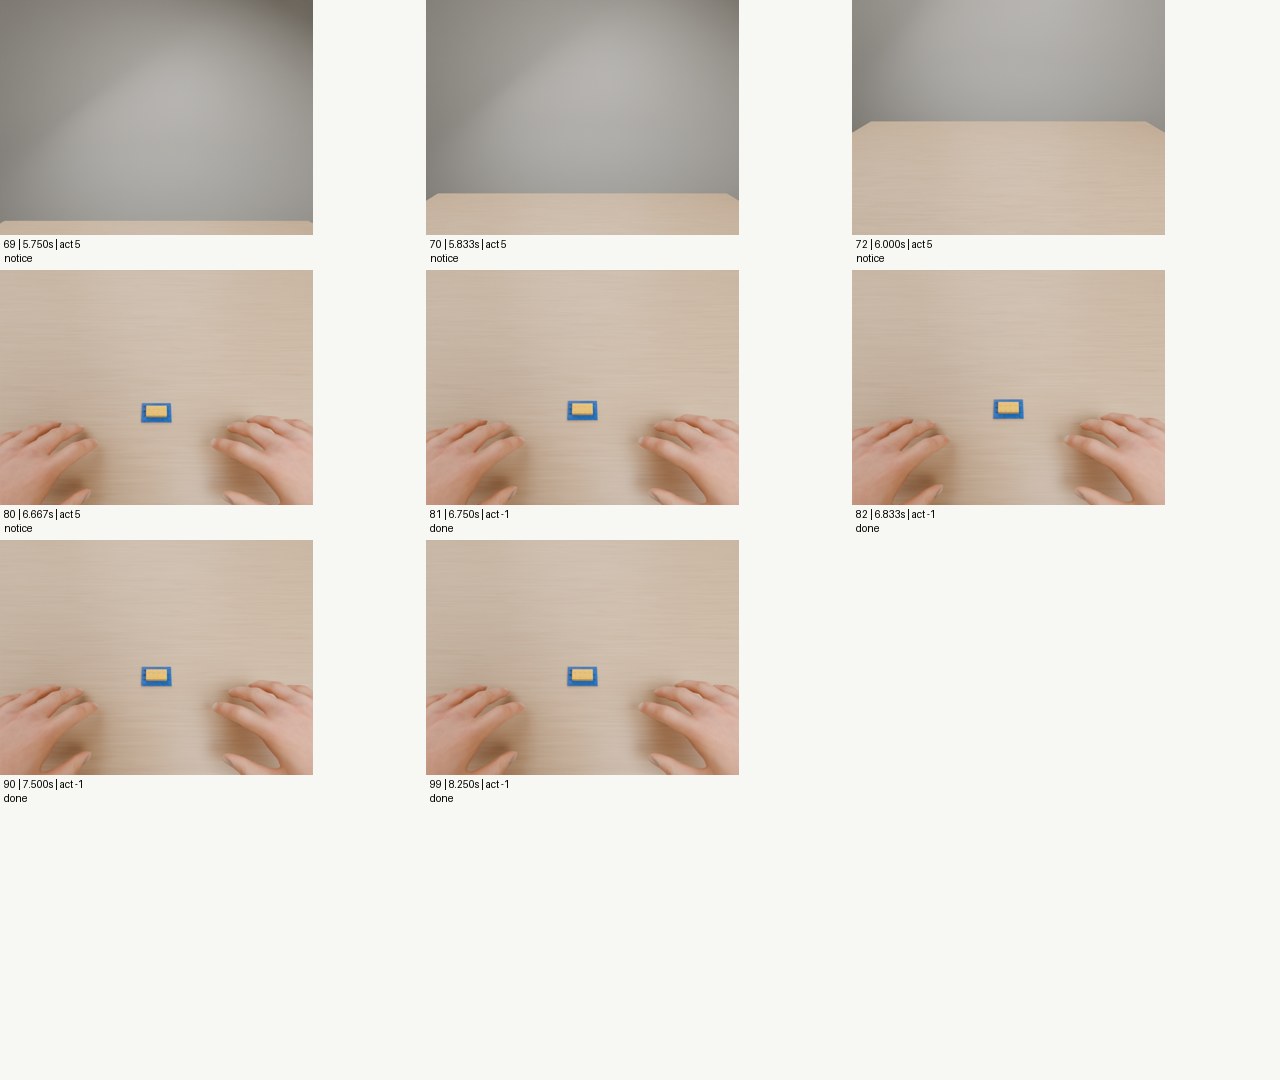 69 | 5.750s | act 5
notice
70 | 5.833s | act 5
notice
72 | 6.000s | act 5
notice
80 | 6.667s | act 5
notice
81 | 6.750s | act -1
done
82 | 6.833s | act -1
done
90 | 7.500s | act -1
done
99 | 8.250s | act -1
done